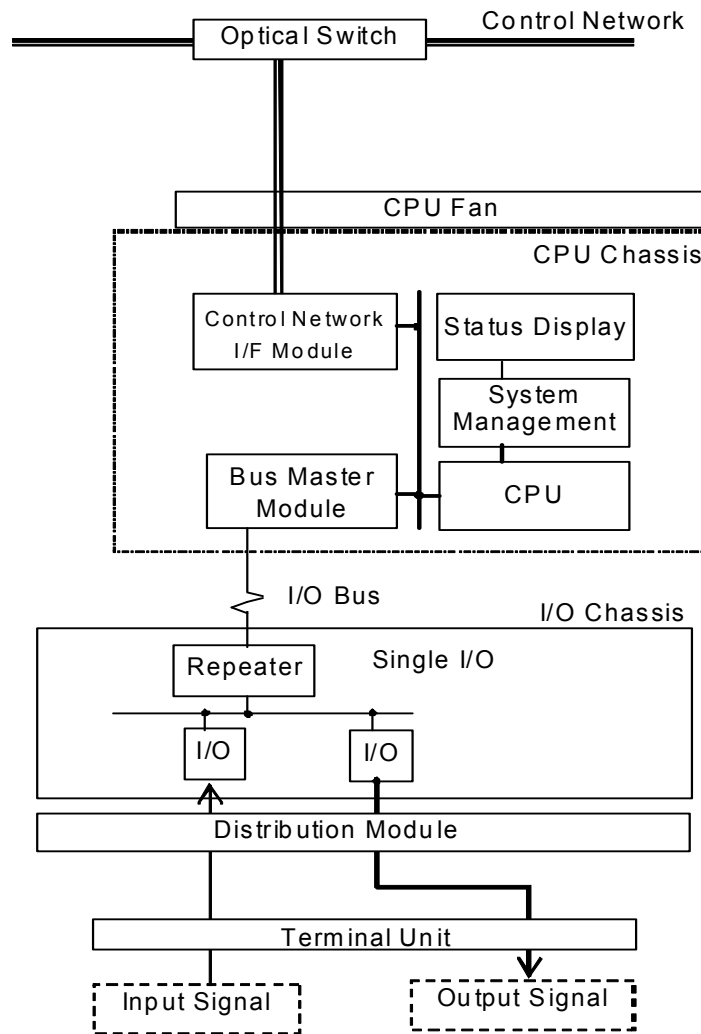 Control Network
Optical Switch
CPU Fan
CPU Chassis
Control Network
I/F Module
Status Display
System
Management
Bus Master
Module
CPU
I/O Bus
I/O Chassis
Repeater
Single I/O
I/O
I/O
Distribution Module
Terminal Unit
Input Signal
Output Signal